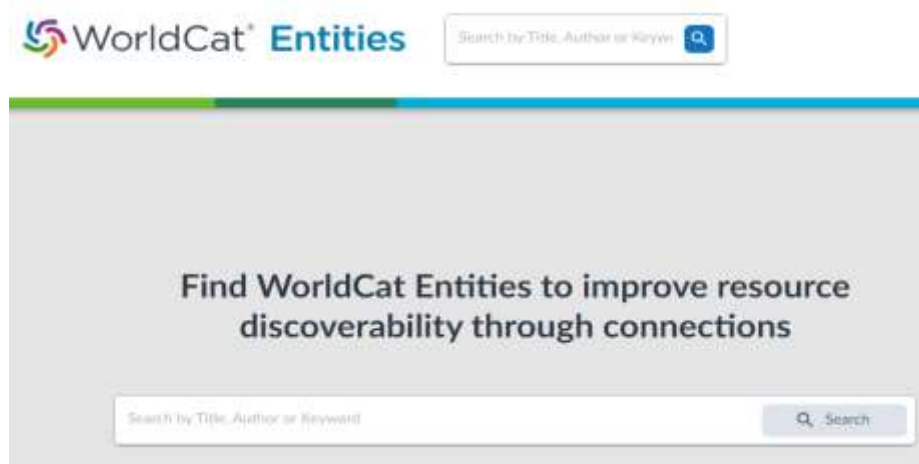 WorldCat® Entities
Search by Title, Author or Keyw
Find WorldCat Entities to improve resource
discoverability through connections
Search by Title, Author or Keyword
Search